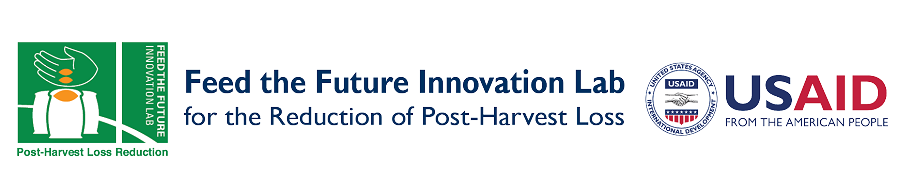 FEED THE FUTURE
INNOVATION LAB
Post-Harvest Loss Reduction
Feed the Future Innovation Lab
for the Reduction of Post-Harvest Loss
UNITED STATES AGENCY
USAID
INTERNATIONAL DEVELOPMENT
USAID
FROM THE AMERICAN PEOPLE